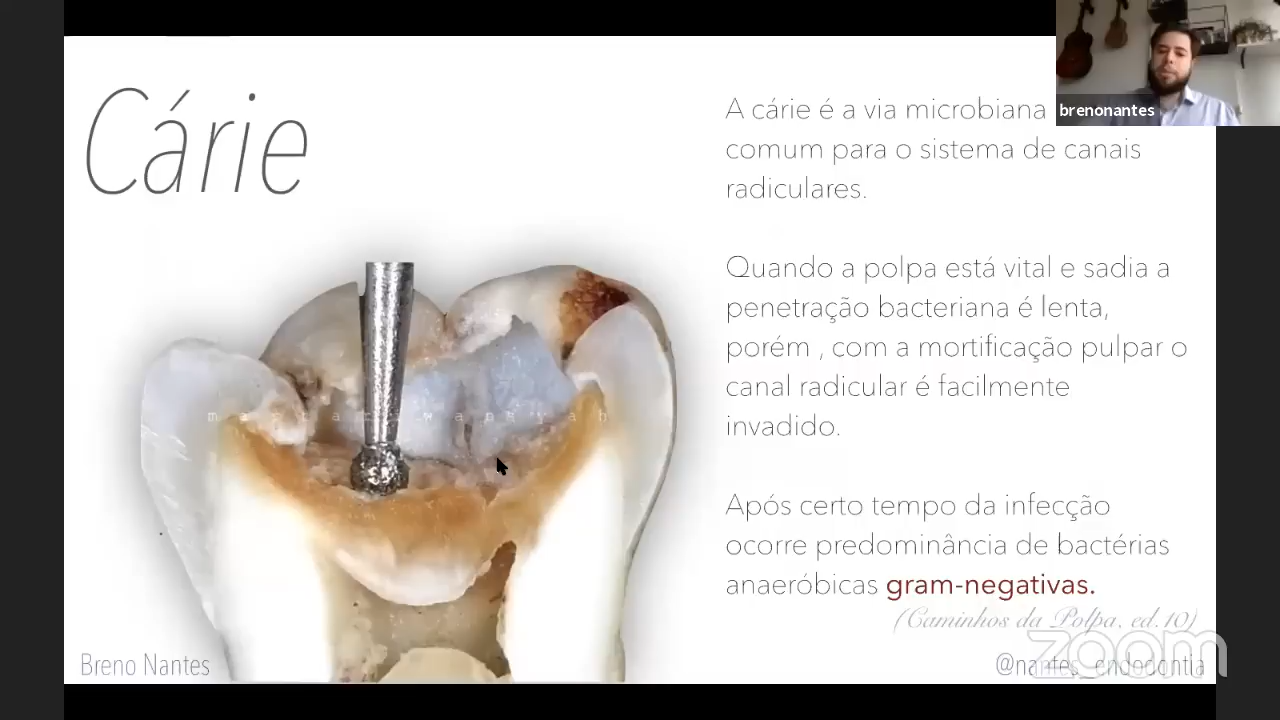 Cárie
A cárie é a via microbiana
comum para o sistema de canais
radiculares.
Quando a polpa está vital e sadia a
penetração bacteriana é lenta,
porém , com a mortificação pulpar o
canal radicular é facilmente
invadido.
Após certo tempo da infecção
ocorre predominância de bactérias
anaeróbicas gram-negativas.
(Caminhos da Polpa, ed.10)
Breno Nantes
@nantes_endodontia
zoom
brenonantes